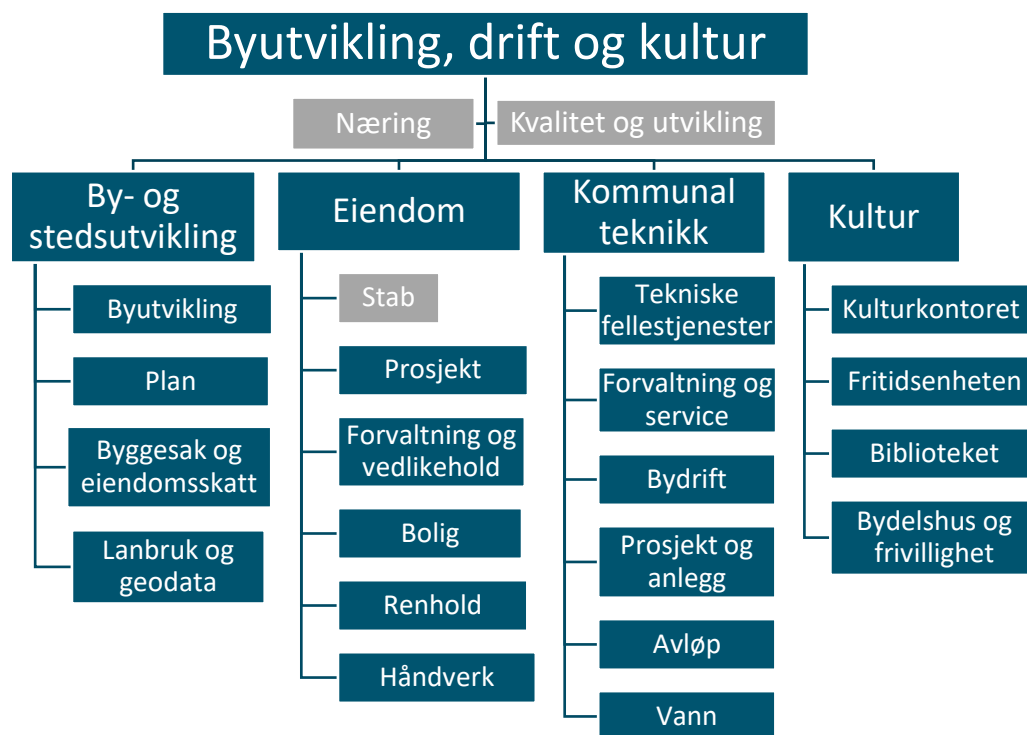 Byutvikling, drift og kultur
Næring
Kvalitet og utvikling
By- og
stedsutvikling
Byutvikling
Plan
Byggesak og
eiendomsskatt
Lanbruk og
geodata
Eiendom
Stab
Prosjekt
Forvaltning og
vedlikehold
Bolig
Renhold
Håndverk
Kommunal
teknikk
Tekniske
fellestjenester
Forvaltning og
service
Bydrift
Prosjekt og
anlegg
Avløp
Vann
Kultur
Kulturkontoret
Fritidsenheten
Biblioteket
Bydelshus og
frivillighet